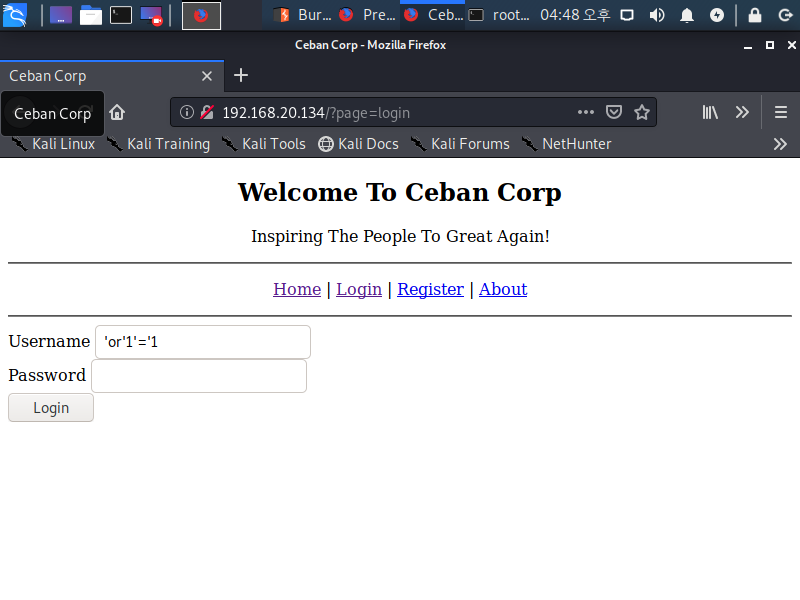 Bur... Pre... Ceb... root... 04:48 오후
Ceban Corp - Mozilla Firefox
Ceban Corp
Ceban Corp
192.168.20.134/?page=login
Kali Linux Kali Training Kali Tools Kali Docs Kali Forums NetHunter
Welcome To Ceban Corp
Inspiring The People To Great Again!
Home | Login | Register | About
Username 'or'1'='1
Password
Login